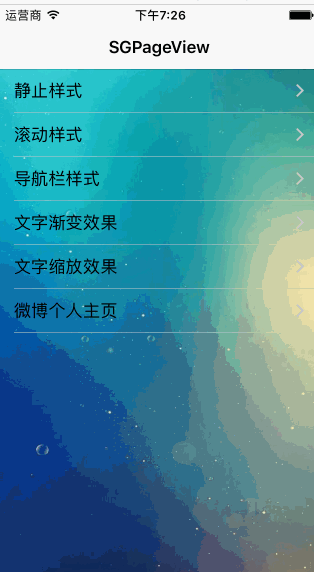 运营商 下午7:26
SGPageView
静止样式
滚动样式
导航栏样式
文字渐变效果
文字缩放效果
微博个人主页